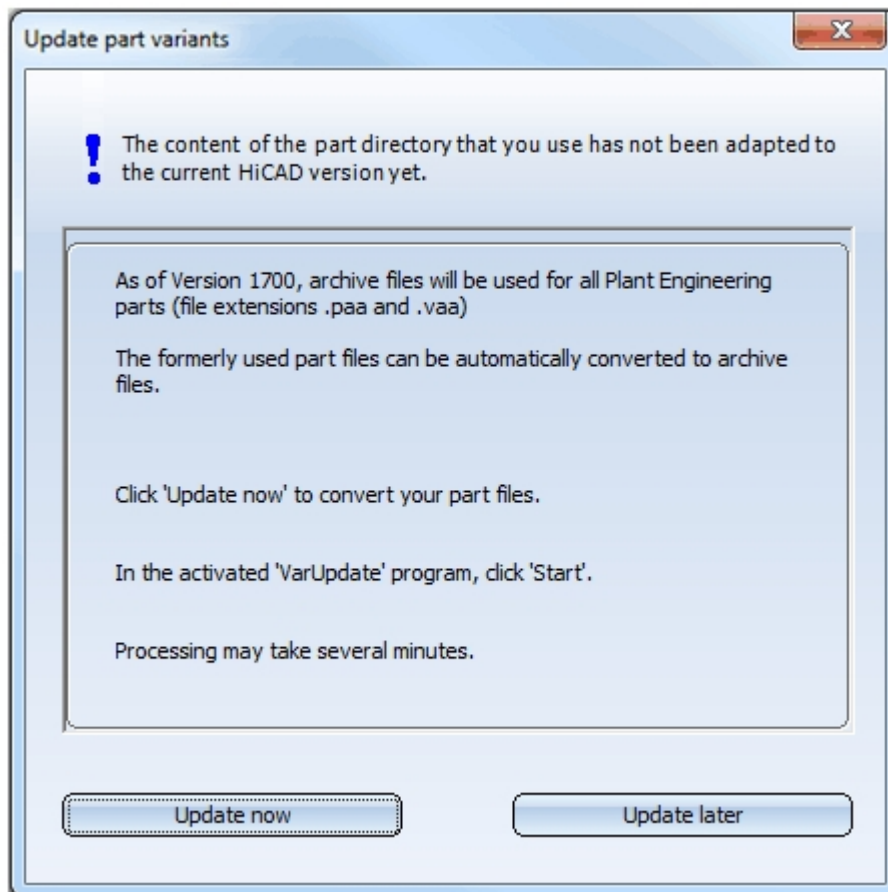 Update part variants
The content of the part directory that you use has not been adapted to
the current HiCAD version yet.
As of Version 1700, archive files will be used for all Plant Engineering
parts (file extensions .paa and .vaa)
The formerly used part files can be automatically converted to archive
files.
Click 'Update now' to convert your part files.
In the activated 'VarUpdate' program, click 'Start'.
Processing may take several minutes.
Update now
Update later